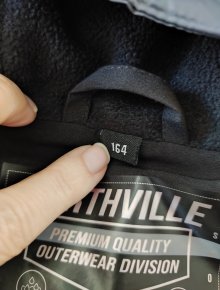 164
THVILLE
PREMIUM QUALITY
OUTERWEAR DIVISION
S
O